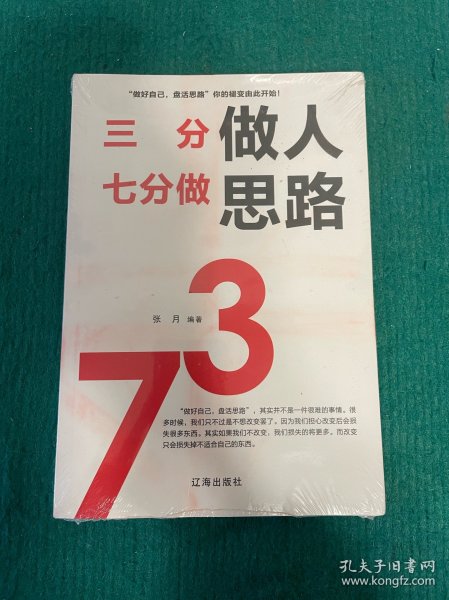 “做好自己，盘活思路”你的蜕变由此开始！
三 分 做人
七分做 思路
3
张 月 编著
7
“做好自己，盘活思路”，其实并不是一件很难的事情。很
多时候，我们只不过是不想改变罢了，因为我们担心改变后会损
失很多东西。其实如果我们不改变，我们损失的将更多。而改变
只会损失掉不适合自己的东西。
辽海出版社
孔夫子旧书网
www.kongfz.com